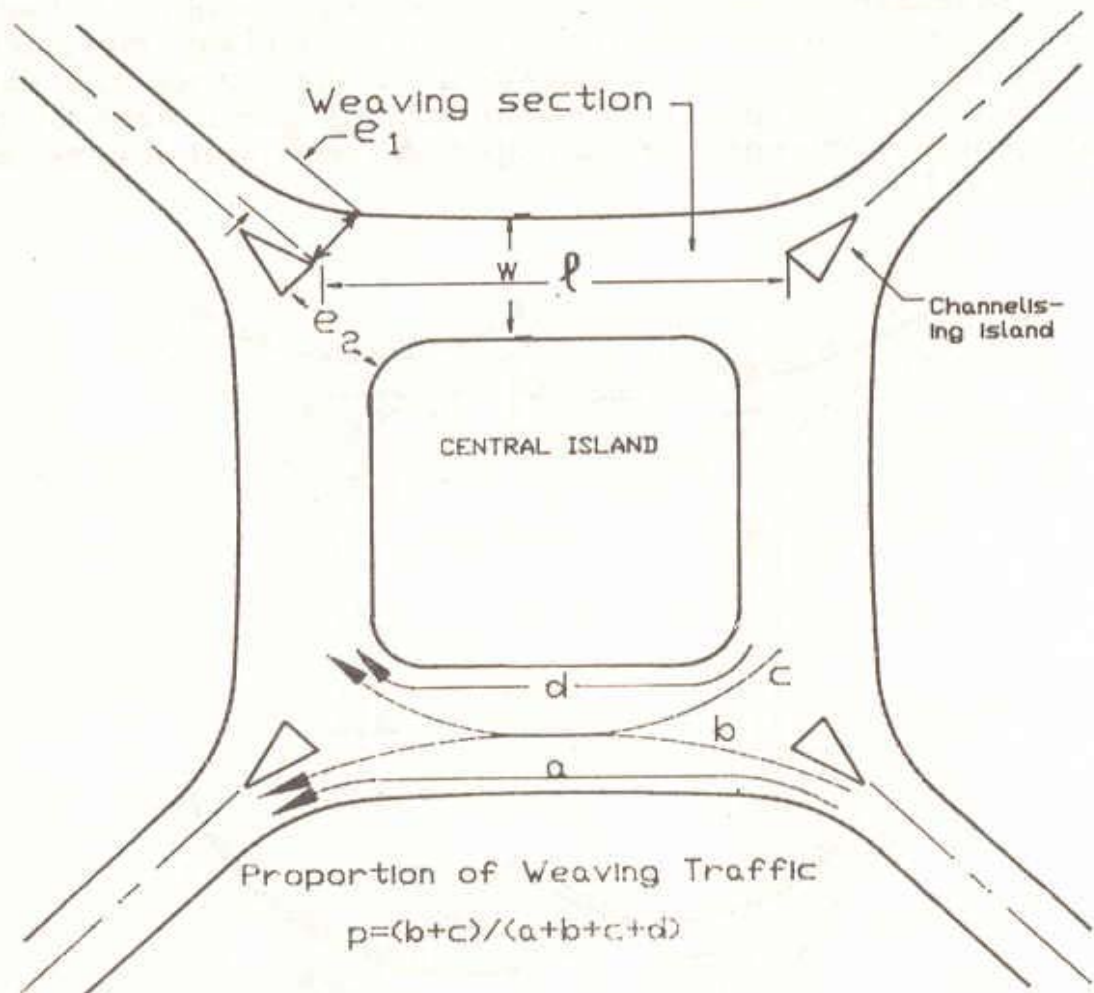 Weaving section
e1
w
l
Channelis-
ing island
e2
CENTRAL ISLAND
d
c
b
a
Proportion of Weaving Traffic
p=(b+c)/(a+b+c+d)